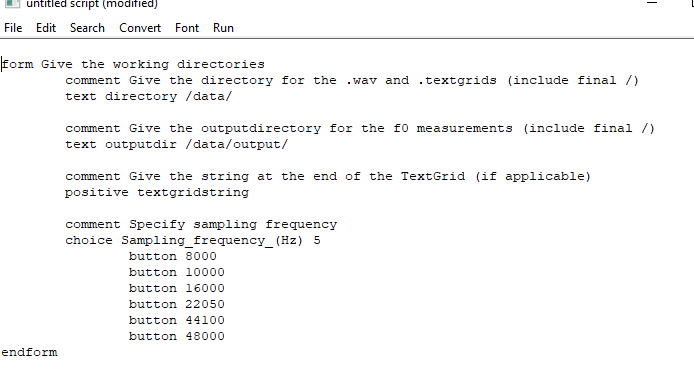 untitled script (modified)
File Edit Search Convert Font Run
form Give the working directories
comment Give the directory for the .wav and .textgrids (include final /)
text directory /data/
comment Give the outputdirectory for the f0 measurements (include final /)
text outputdir /data/output/
comment Give the string at the end of the TextGrid (if applicable)
positive textgridstring
comment Specify sampling frequency
choice Sampling_frequency_(Hz) 5
button 8000
button 10000
button 16000
button 22050
button 44100
button 48000
endform